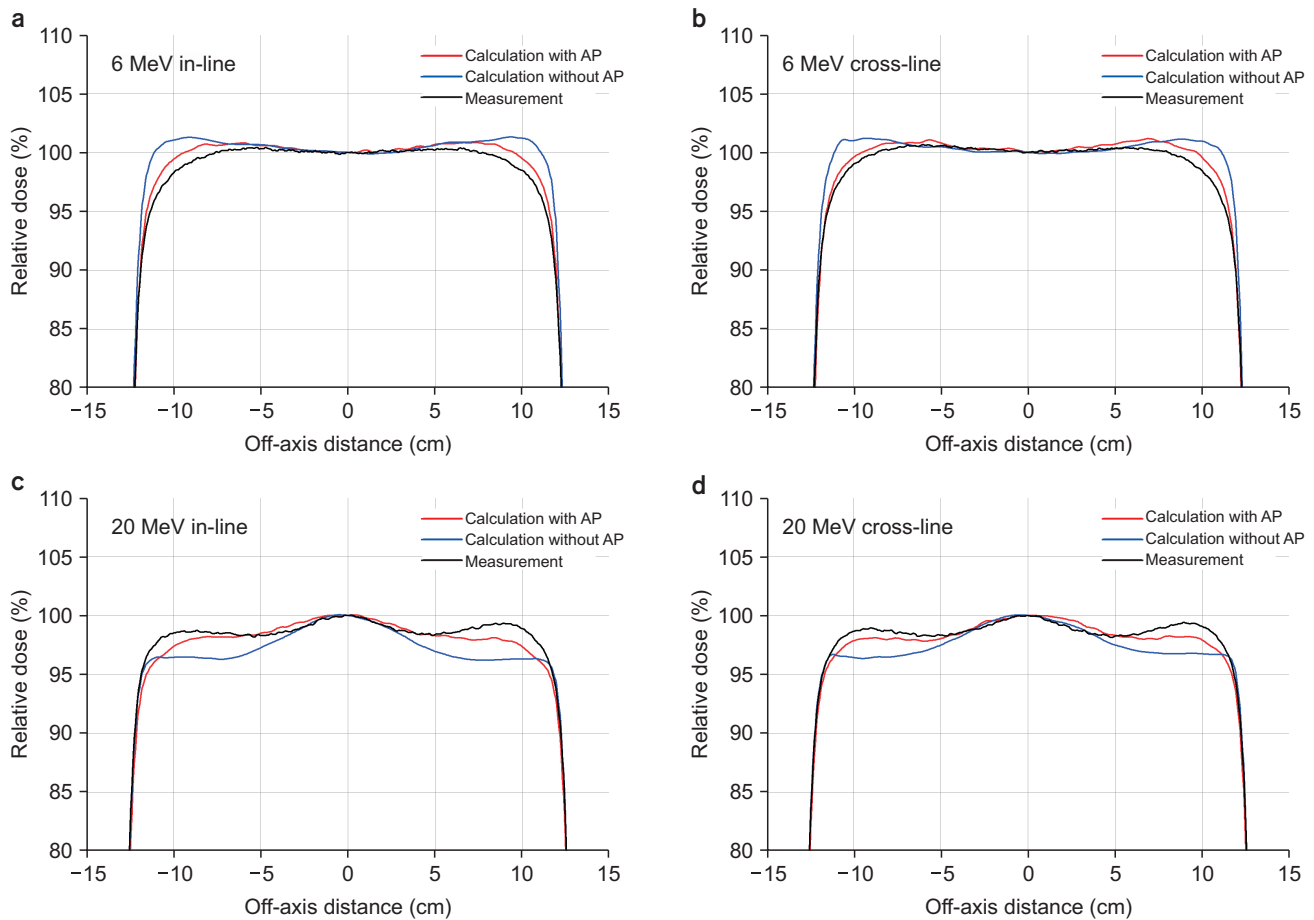 a
110
105
100
95
90
85
80
Relative dose (%)
6 MeV in-line
Calculation with AP
Calculation without AP
Measurement
−15 −10 −5 0 5 10 15
Off-axis distance (cm)
b
110
105
100
95
90
85
80
Relative dose (%)
6 MeV cross-line
Calculation with AP
Calculation without AP
Measurement
−15 −10 −5 0 5 10 15
Off-axis distance (cm)
c
110
105
100
95
90
85
80
Relative dose (%)
20 MeV in-line
Calculation with AP
Calculation without AP
Measurement
−15 −10 −5 0 5 10 15
Off-axis distance (cm)
d
110
105
100
95
90
85
80
Relative dose (%)
20 MeV cross-line
Calculation with AP
Calculation without AP
Measurement
−15 −10 −5 0 5 10 15
Off-axis distance (cm)